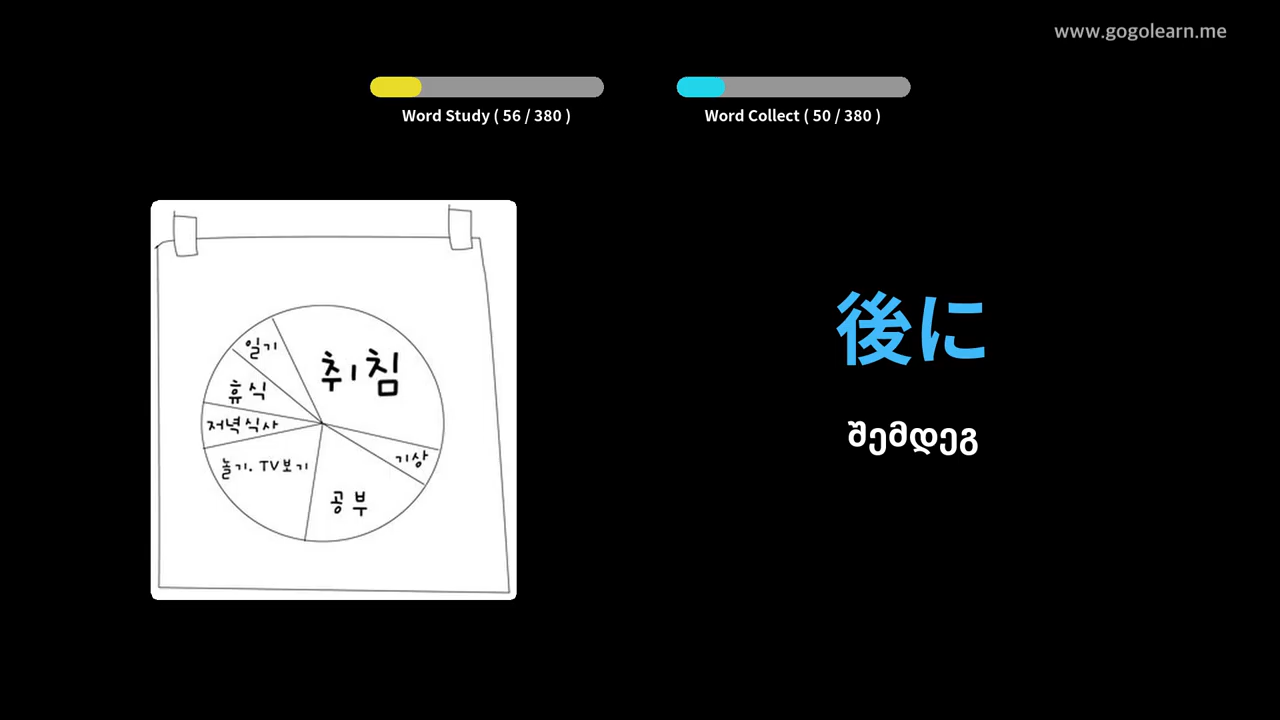 www.gogolearn.me
Word Study ( 56 / 380 )
Word Collect ( 50 / 380 )
일기
취침
휴식
저녁식사
놀기. TV보기
기상
공부
後に
შემდეგ